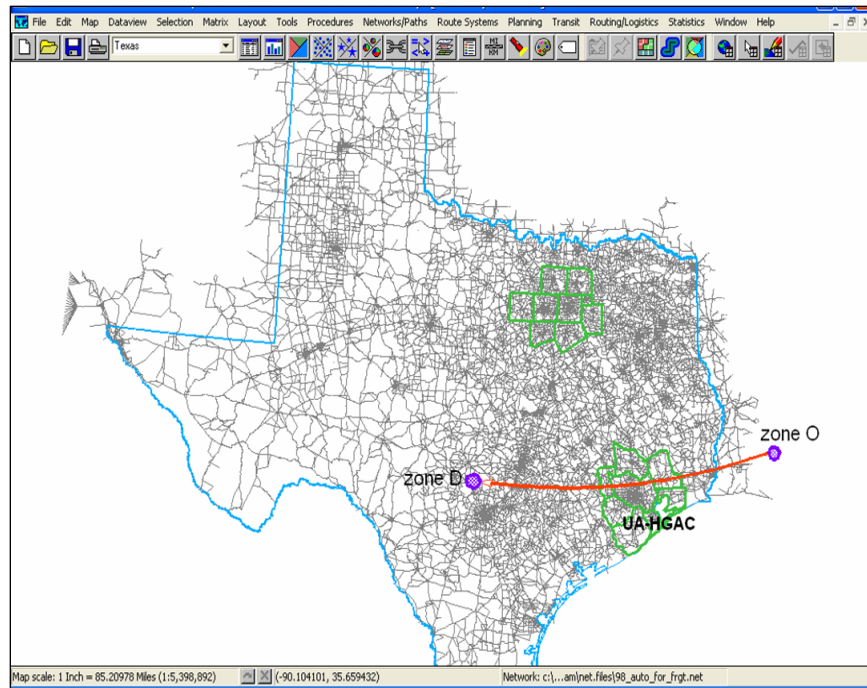 File Edit Map Dataview Selection Matrix Layout Tools Procedures Networks/Paths Route Systems Planning Transit Routing/Logistics Statistics Window Help
Texas
MI
KM
zone O
zone D
UA-HGAC
Map scale: 1 Inch = 85.20978 Miles (1:5,398,892) (-90.104101, 35.659432) Network: c:\...am\net.files\98_auto_for_frgt.net